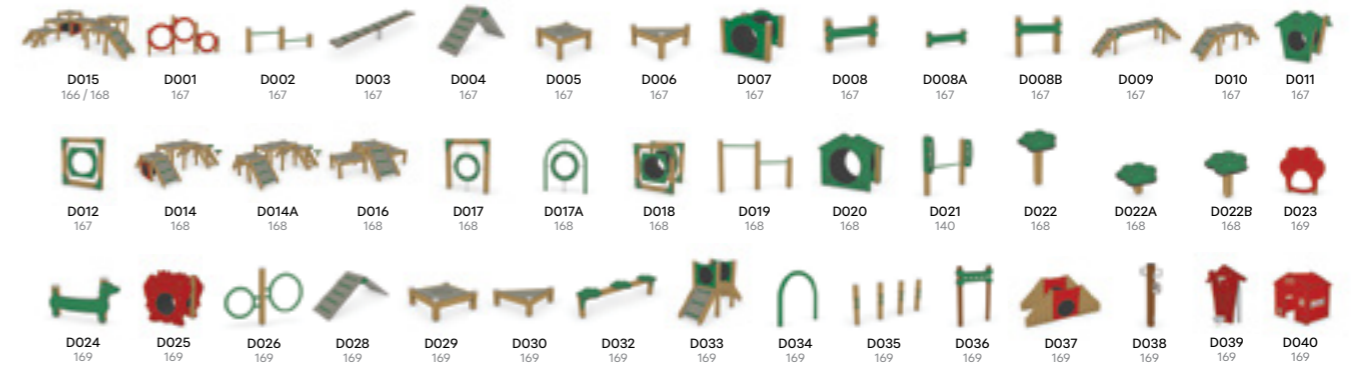 D015 D001 D002 D003 D004 D005 D006 D007 D008 D008A D008B D009 D010 D011
166 / 168 167 167 167 167 167 167 167 167 167 167 167 167 167
D012 D014 D014A D016 D017 D017A D018 D019 D020 D021 D022 D022A D022B D023
167 168 168 168 168 168 168 168 168 140 168 168 168 169
D024 D025 D026 D028 D029 D030 D032 D033 D034 D035 D036 D037 D038 D039 D040
169 169 169 169 169 169 169 169 169 169 169 169 169 169 169